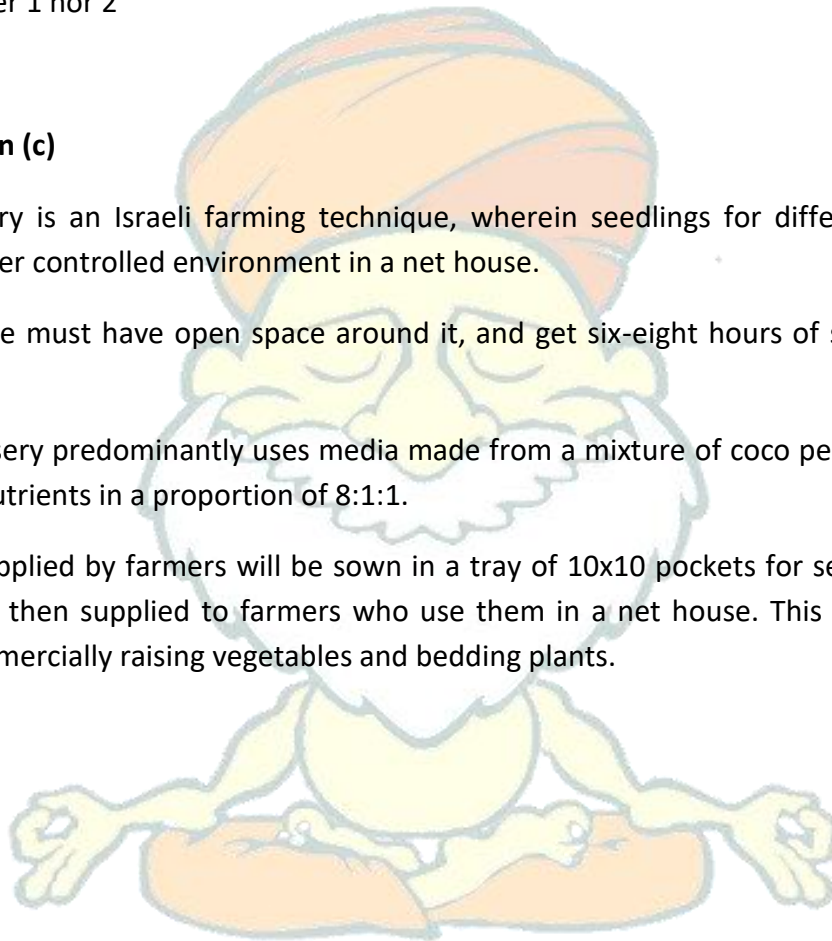 er 1 nor 2
n (c)
ry is an Israeli farming technique, wherein seedlings for diffe
er controlled environment in a net house.
e must have open space around it, and get six-eight hours of s
sery predominantly uses media made from a mixture of coco pe
utrients in a proportion of 8:1:1.
pplied by farmers will be sown in a tray of 10x10 pockets for se
then supplied to farmers who use them in a net house. This
mercially raising vegetables and bedding plants.